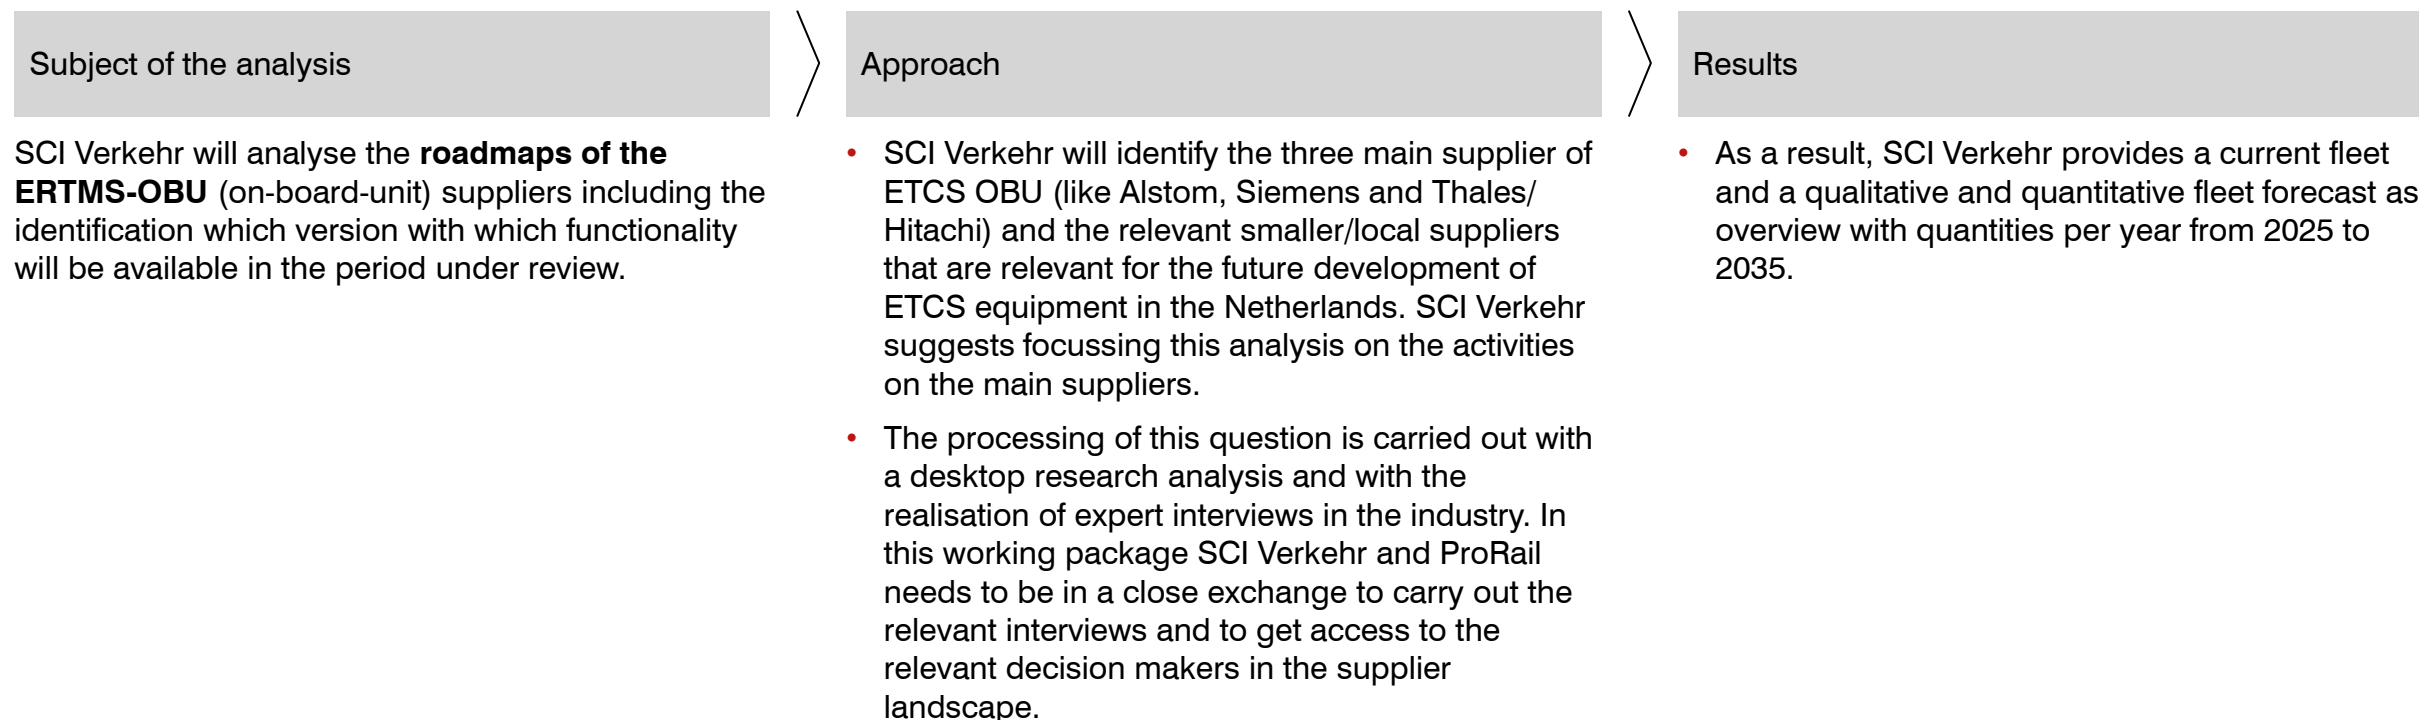 Subject of the analysis
SCI Verkehr will analyse the roadmaps of the
ERTMS-OBU (on-board-unit) suppliers including the
identification which version with which functionality
will be available in the period under review.
Approach
• SCI Verkehr will identify the three main supplier of
ETCS OBU (like Alstom, Siemens and Thales/
Hitachi) and the relevant smaller/local suppliers
that are relevant for the future development of
ETCS equipment in the Netherlands. SCI Verkehr
suggests focussing this analysis on the activities
on the main suppliers.
• The processing of this question is carried out with
a desktop research analysis and with the
realisation of expert interviews in the industry. In
this working package SCI Verkehr and ProRail
needs to be in a close exchange to carry out the
relevant interviews and to get access to the
relevant decision makers in the supplier
landscape.
Results
• As a result, SCI Verkehr provides a current fleet
and a qualitative and quantitative fleet forecast as
overview with quantities per year from 2025 to
2035.